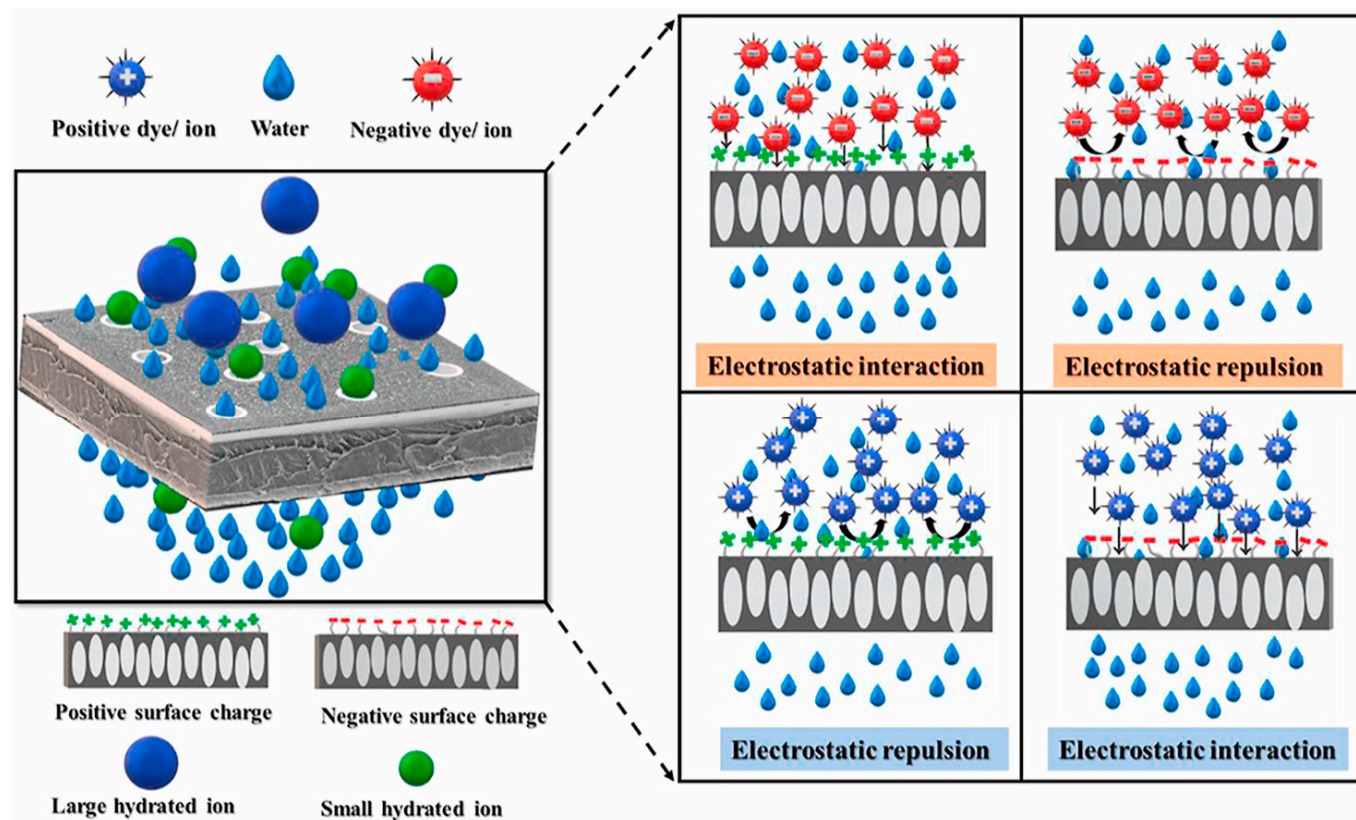 Positive dye/ ion
Water
Negative dye/ ion
Electrostatic interaction
Electrostatic repulsion
Electrostatic repulsion
Electrostatic interaction
Positive surface charge
Negative surface charge
Large hydrated ion
Small hydrated ion